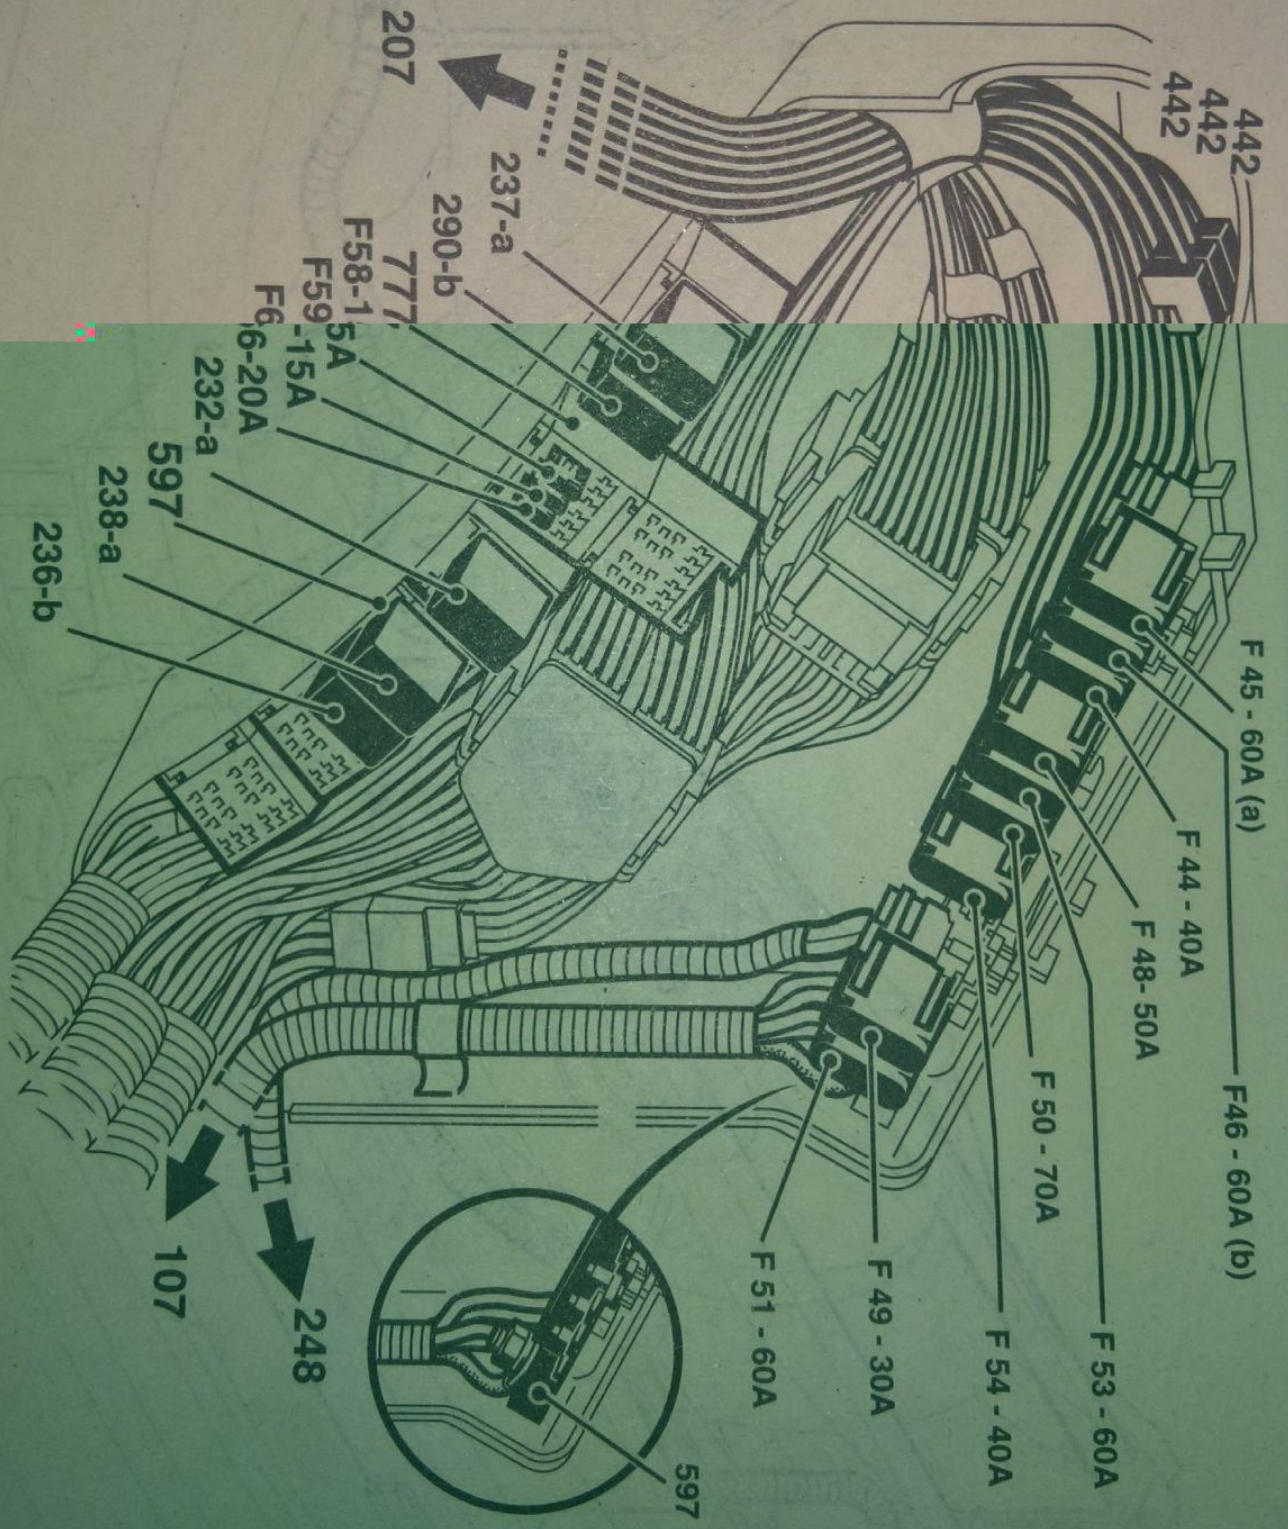 442
442
442
F 45 - 60A (a)
F46 - 60A (b)
F 44 - 40A
F 48- 50A
F 53 - 60A
F 50 - 70A
F 54 - 40A
F 49 - 30A
F 51 - 60A
597
207
237-a
290-b
777
F58-15A
F59-15A
232-a
597
238-a
236-b
248
107